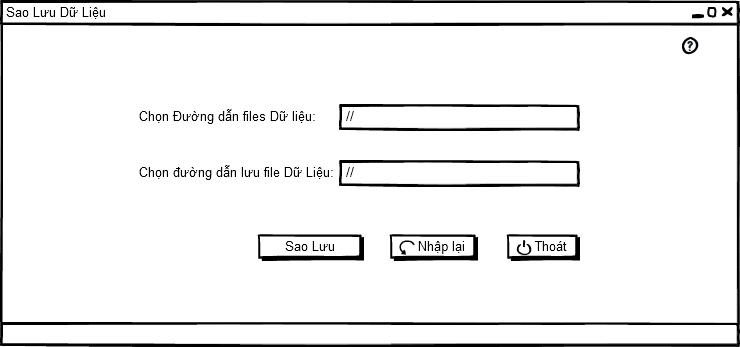 Sao Lưu Dữ Liệu
?
Chọn Đường dẫn files Dữ liệu: //
Chọn đường dẫn lưu file Dữ Liệu: //
Sao Lưu Nhập lại Thoát